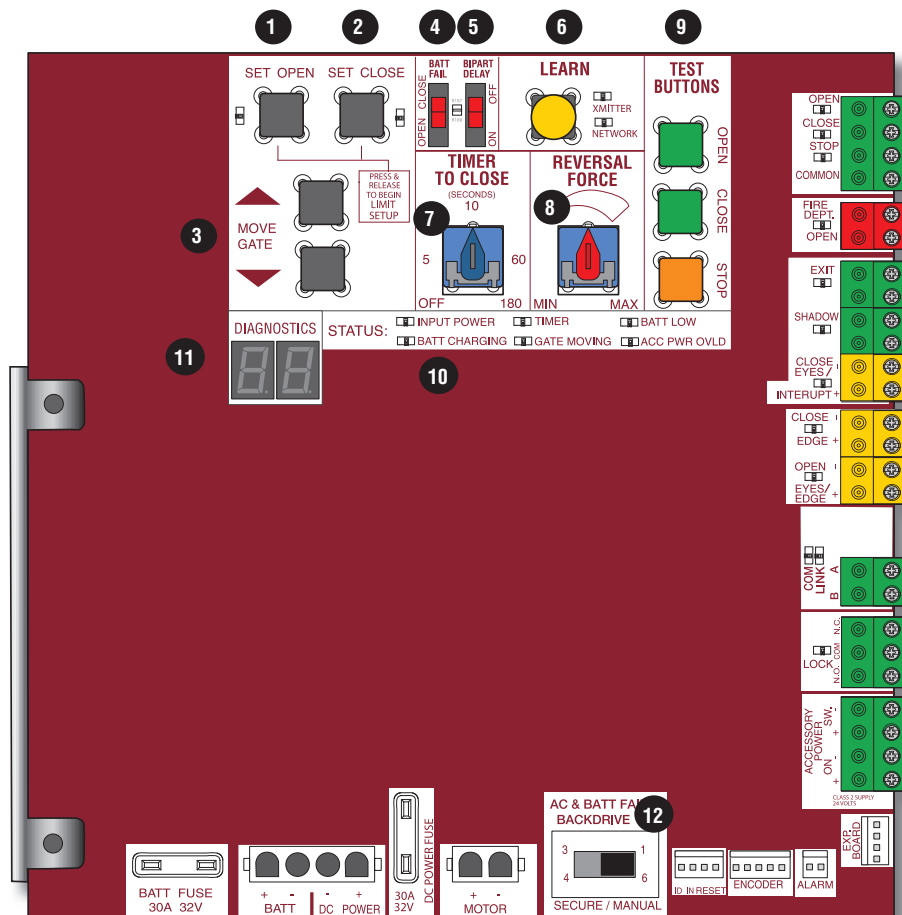 1 2 4 5 6 9
SET OPEN
SET CLOSE
PRESS &
RELEASE
TO BEGIN
LIMIT
SETUP
3
MOVE
GATE
BATT
FAIL
OPEN CLOSE
BIPART
DELAY
ON OFF
LEARN
XMITTER
NETWORK
TIMER
TO CLOSE
(SECONDS)
10
7
5
60
OFF
180
REVERSAL
FORCE
8
MIN
MAX
TEST
BUTTONS
OPEN
CLOSE
STOP
11
DIAGNOSTICS
STATUS:
INPUT POWER
TIMER
BATT LOW
BATT CHARGING
GATE MOVING
ACC PWR OVLD
10
OPEN
CLOSE
STOP
COMMON
FIRE
DEPT.
OPEN
EXIT
SHADOW
CLOSE
EYES/ -
INTERUPT +
CLOSE -
EDGE +
OPEN -
EYES/
EDGE +
COM
LINK
A
B
LOCK
N.C.
COM
N.O.
ACCESSORY
POWER
SW. -
+
ON -
+
CLASS 2 SUPPLY
24 VOLTS
BATT FUSE
30A 32V
+ -
BATT
- +
DC POWER
DC POWER FUSE
30A
32V
+ -
MOTOR
AC & BATT FA
BACKDRIVE
12
3 1
4 6
SECURE / MANUAL
ID IN RESET
ENCODER
ALARM
EXP.
BOARD